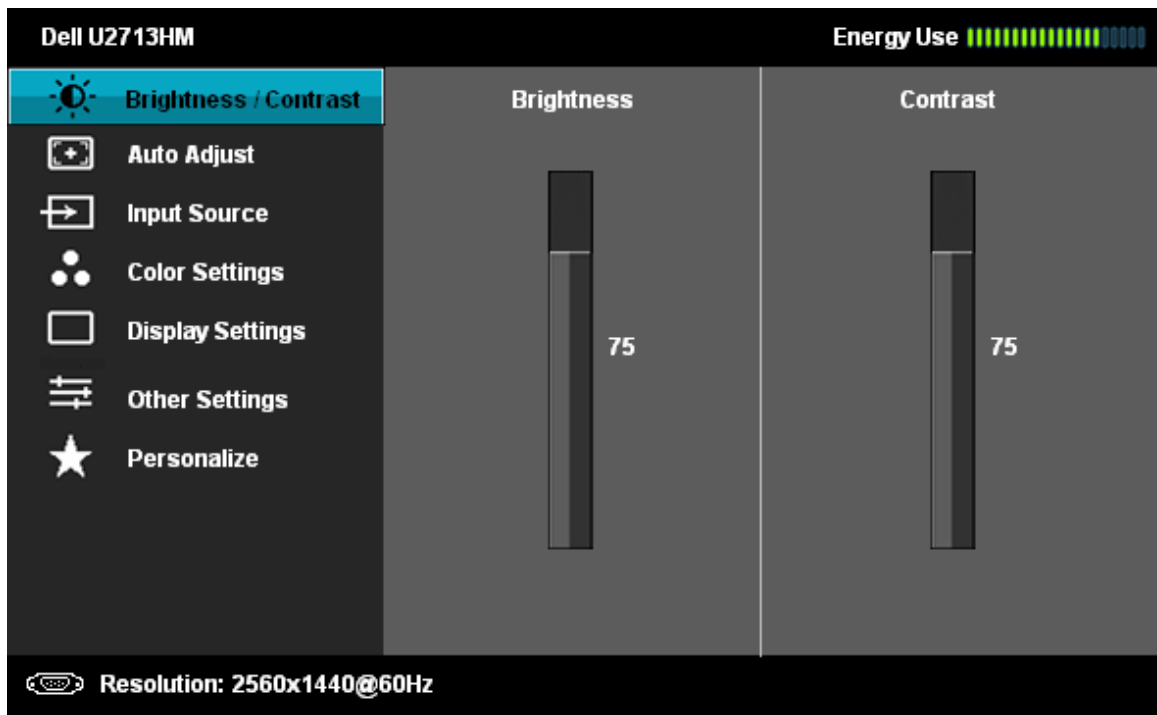 Dell U2713HM
Energy Use
Brightness / Contrast
Auto Adjust
Input Source
Color Settings
Display Settings
Other Settings
Personalize
Brightness
75
Contrast
75
Resolution: 2560x1440@60Hz